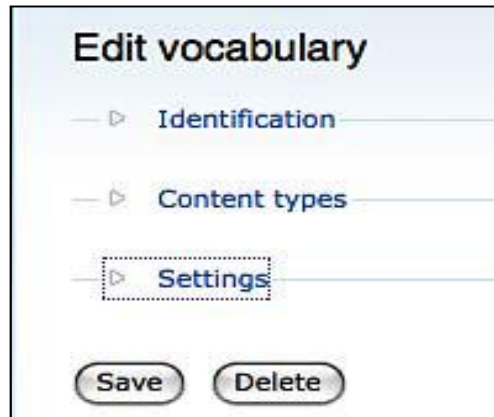 Edit vocabulary
Identification
Content types
Settings
Save Delete